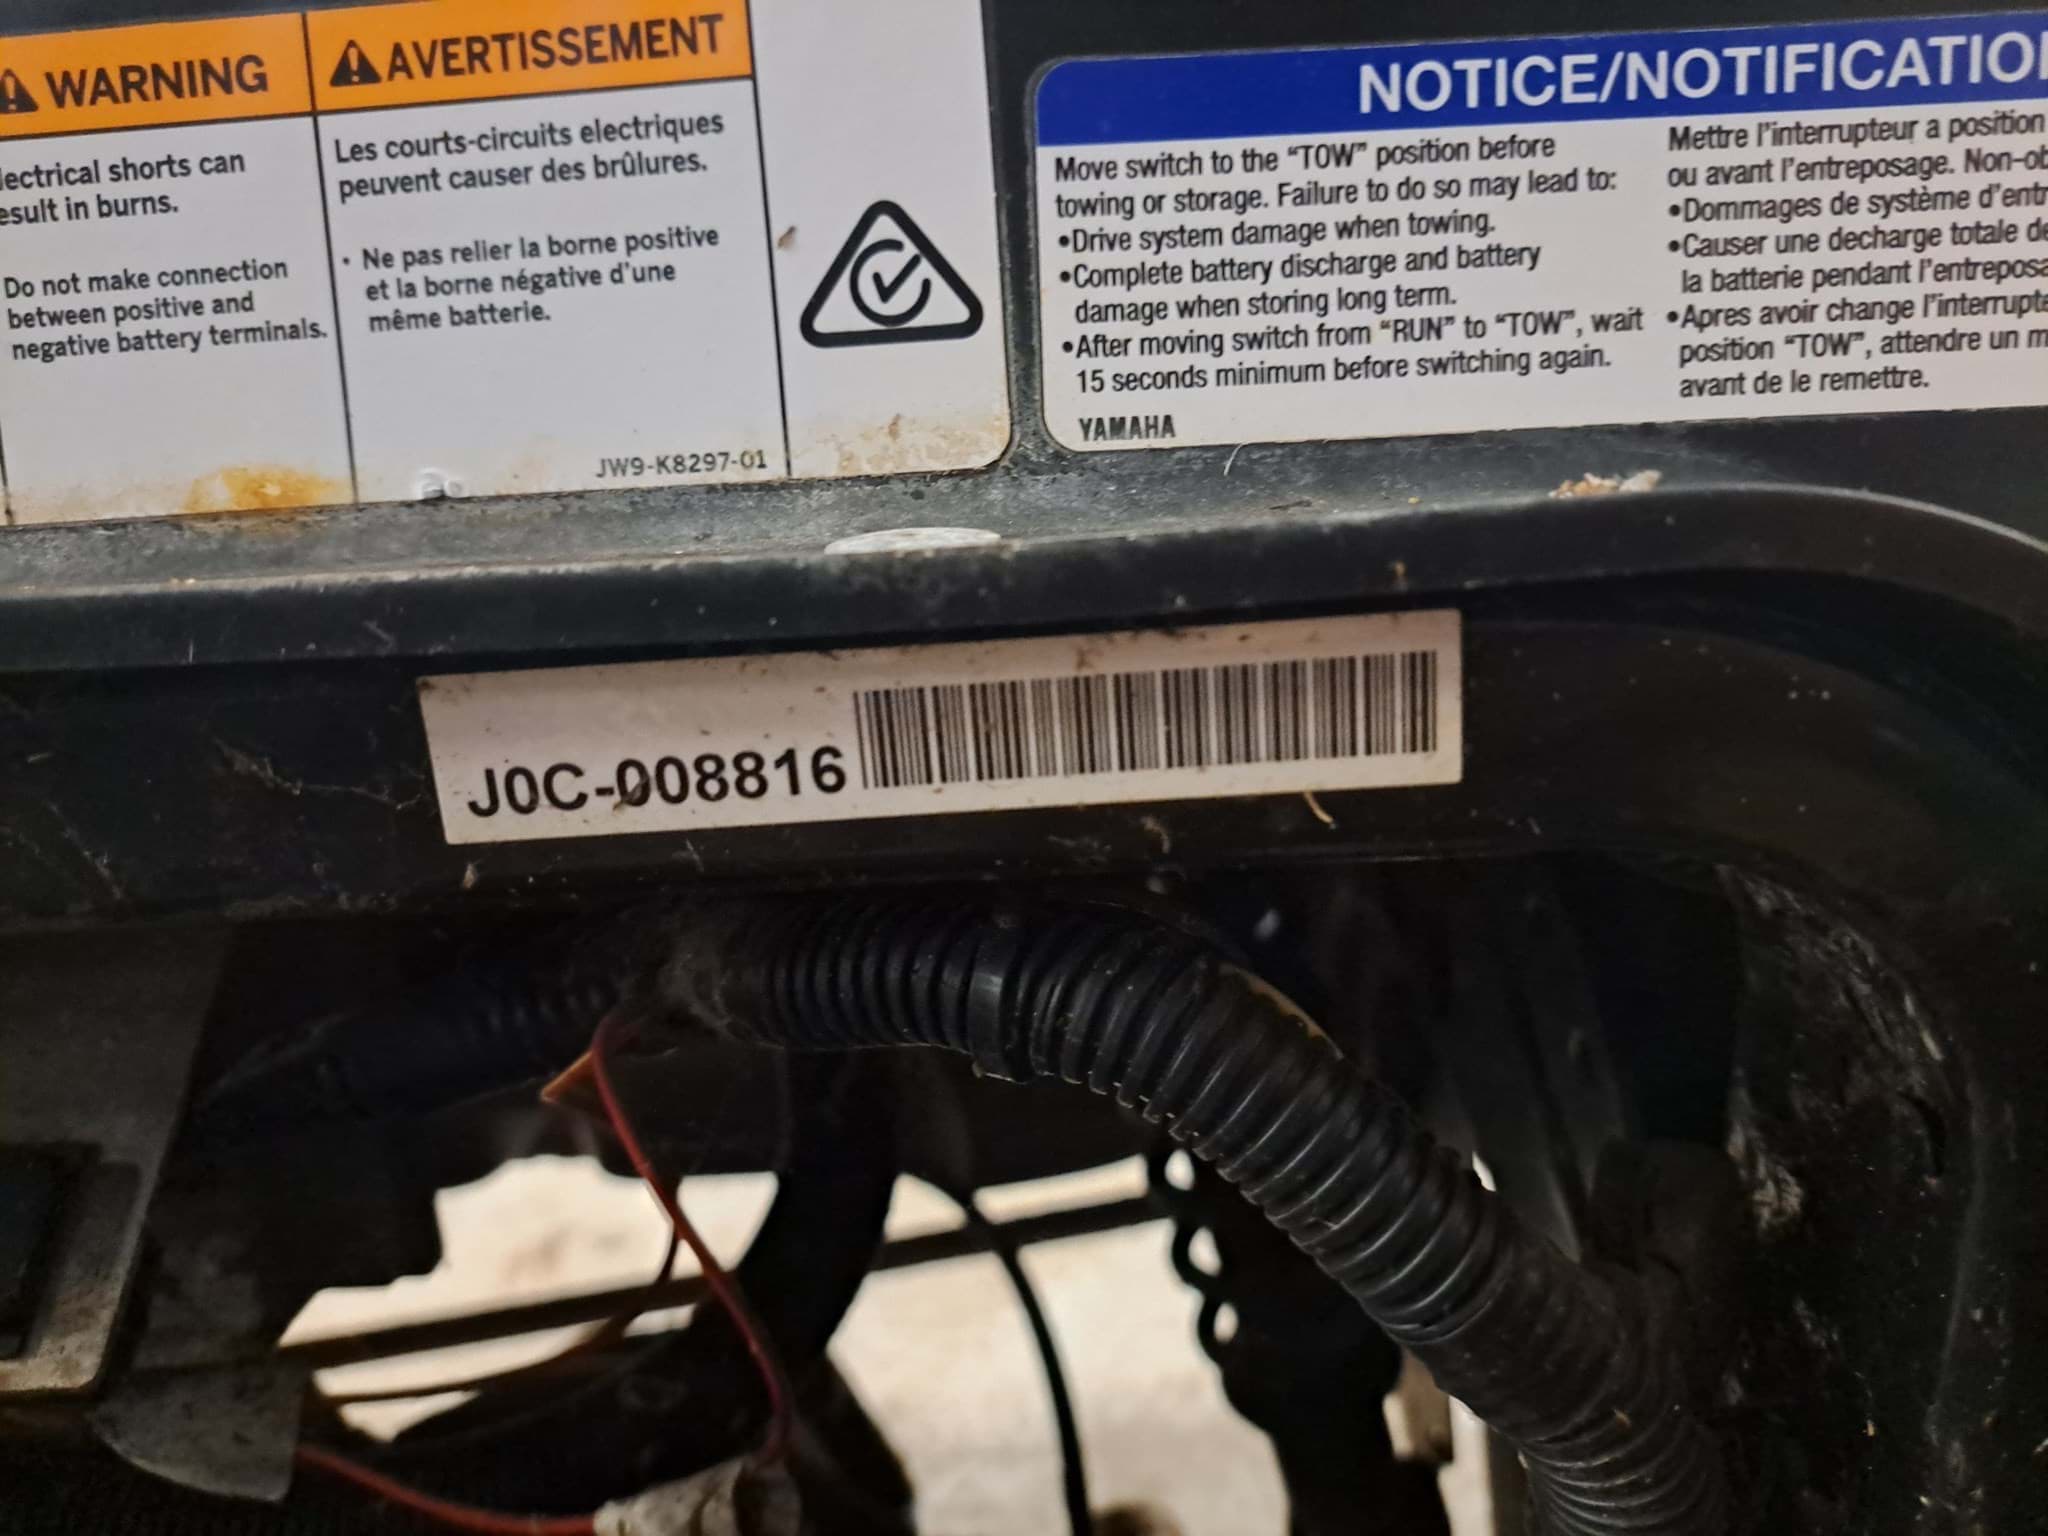 WARNING
lectrical shorts can
esult in burns.
Do not make connection
between positive and
negative battery terminals.
AVERTISSEMENT
Les courts-circuits electriques
peuvent causer des brûlures.
• Ne pas relier la borne positive
et la borne négative d'une
même batterie.
JW9-K8297-01
NOTICE/NOTIFICATIO
Move switch to the “TOW” position before
towing or storage. Failure to do so may lead to:
•Drive system damage when towing.
•Complete battery discharge and battery
damage when storing long term.
•After moving switch from “RUN” to “TOW”, wait
15 seconds minimum before switching again.
YAMAHA
Mettre l'interrupteur a position
ou avant l'entreposage. Non-ob
•Dommages de système d'entr
•Causer une decharge totale de
la batterie pendant l'entreposa
•Apres avoir change l'interrupte
position “TOW”, attendre un m
avant de le remettre.
J0C-008816